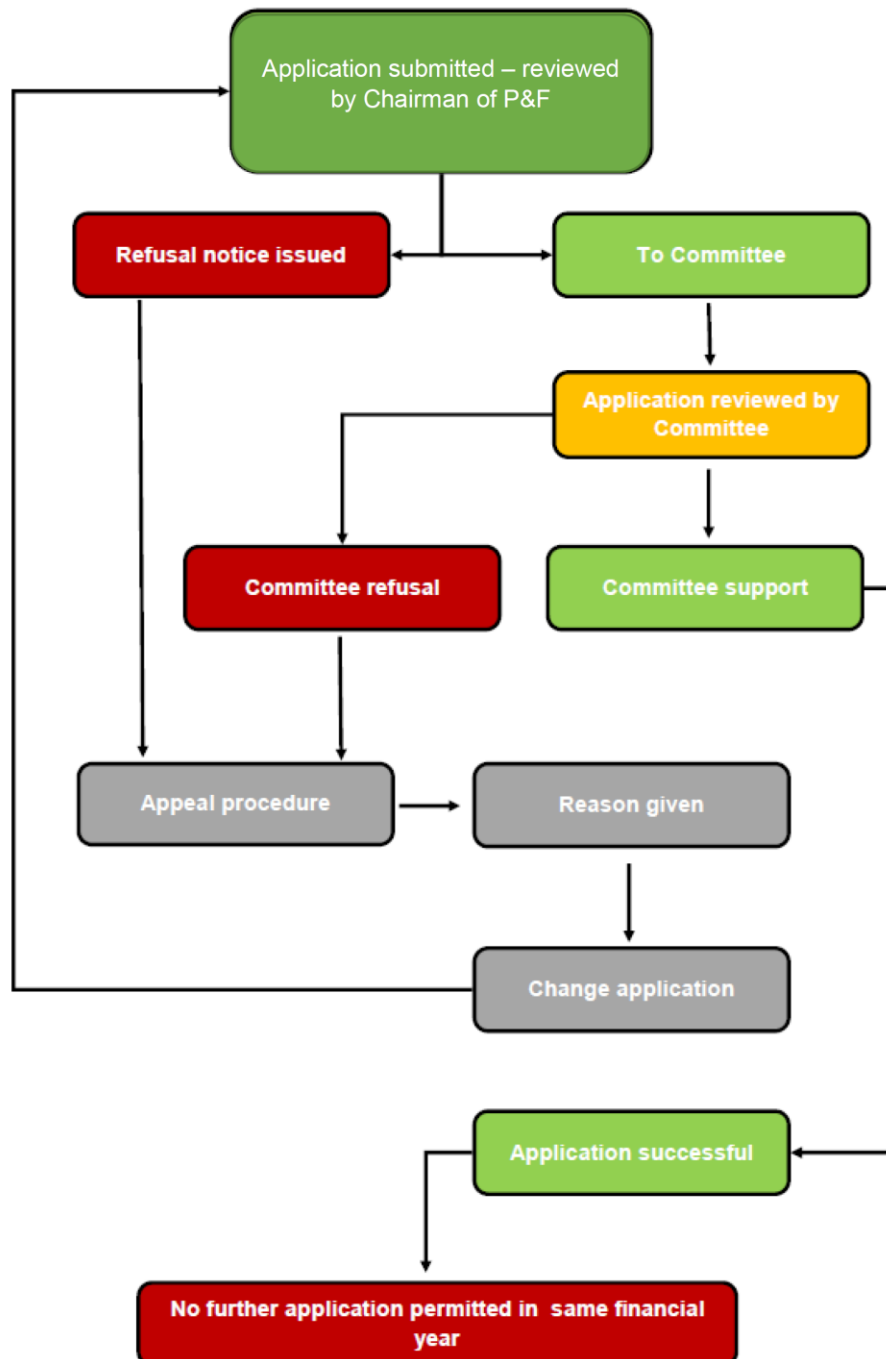 Application submitted – reviewed
by Chairman of P&F
Refusal notice issued
To Committee
Application reviewed by
Committee
Committee refusal
Committee support
Appeal procedure
Reason given
Change application
Application successful
No further application permitted in  same financial
year